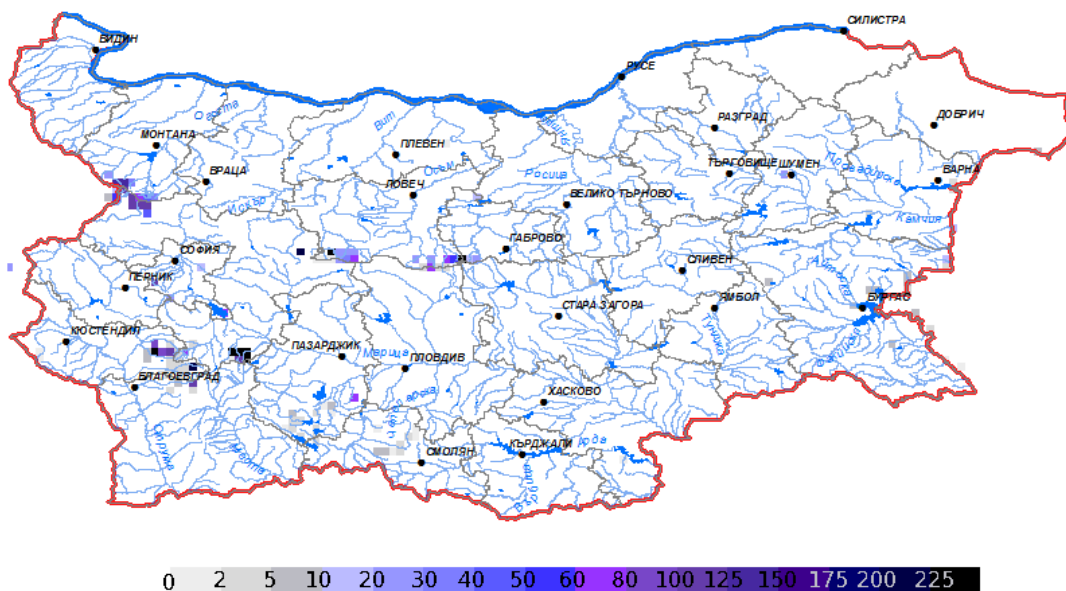 СИЛИСТРА
ВИДИН
РУСЕ
Огоста
Вит
РАЗГРАД
ДОБРИЧ
МОНТАНА
ПЛЕВЕН
ВРАЦА
Осъм
Росица
ТЪРГОВИЩЕ
ШУМЕН
ВАРНА
ЛОВЕЧ
ВЕЛИКО ТЪРНОВО
Искър
Камчия
ГАБРОВО
СОФИЯ
СЛИВЕН
ПЕРНИК
СТАРА ЗАГОРА
ЯМБОЛ
БУРГАС
КЮСТЕНДИЛ
ПАЗАРДЖИК
Марица
ПЛОВДИВ
БЛАГОЕВГРАД
ХАСКОВО
Струма
Места
КЪРДЖАЛИ
СМОЛЯН
0 2 5 10 20 30 40 50 60 80 100 125 150 175 200 225